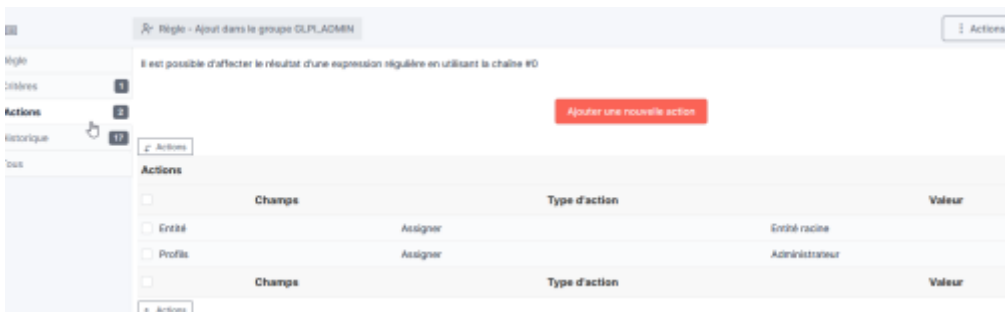 Règle - Ajout dans le groupe GLPI_ADMIN
Actions
Règle
Il est possible d'affecter le résultat d'une expression régulière en utilisant la chaîne #0
Critères 1
Actions 2
Ajouter une nouvelle action
Historique 17
Actions
Tous
Actions
Champs Type d'action Valeur
Entité Assigner Entité racine
Profils Assigner Administrateur
Champs Type d'action Valeur
Actions